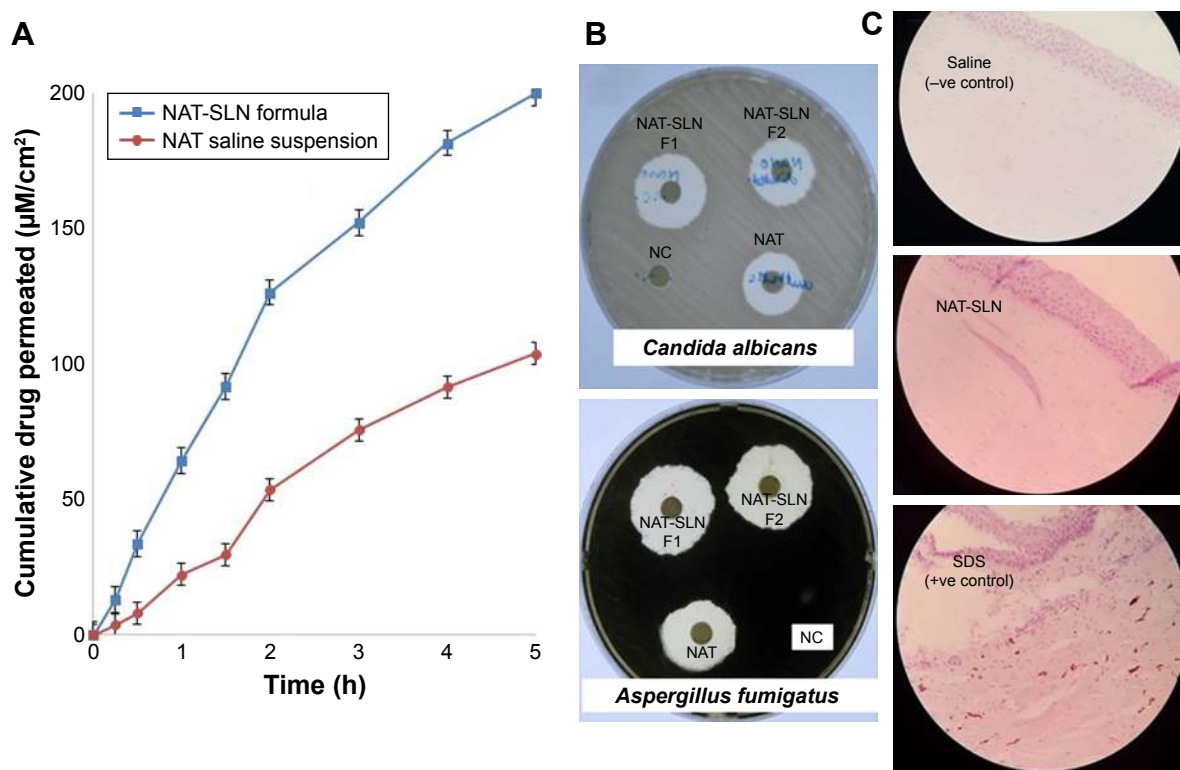 A
Cumulative drug permeated (µM/cm²)
200
150
100
50
0
NAT-SLN formula
NAT saline suspension
0 1 2 3 4 5
Time (h)
B
NAT-SLN
F1
NAT-SLN
F2
NC
NAT
Candida albicans
NAT-SLN
F1
NAT-SLN
F2
NAT
NC
Aspergillus fumigatus
C
Saline
(–ve control)
NAT-SLN
SDS
(+ve control)